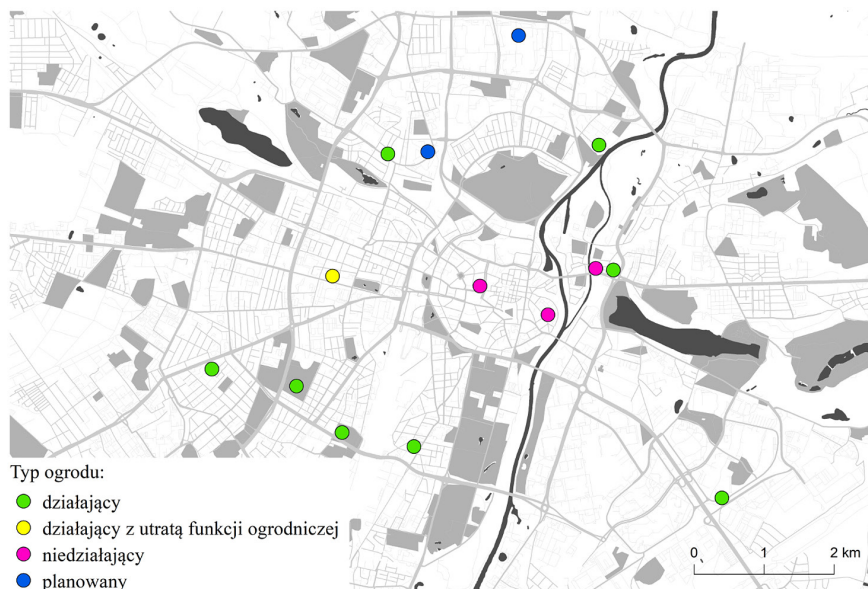 Typ ogrodu:
działający
działający z utratą funkcji ogrodniczej
niedziałający
planowany
0 1 2 km